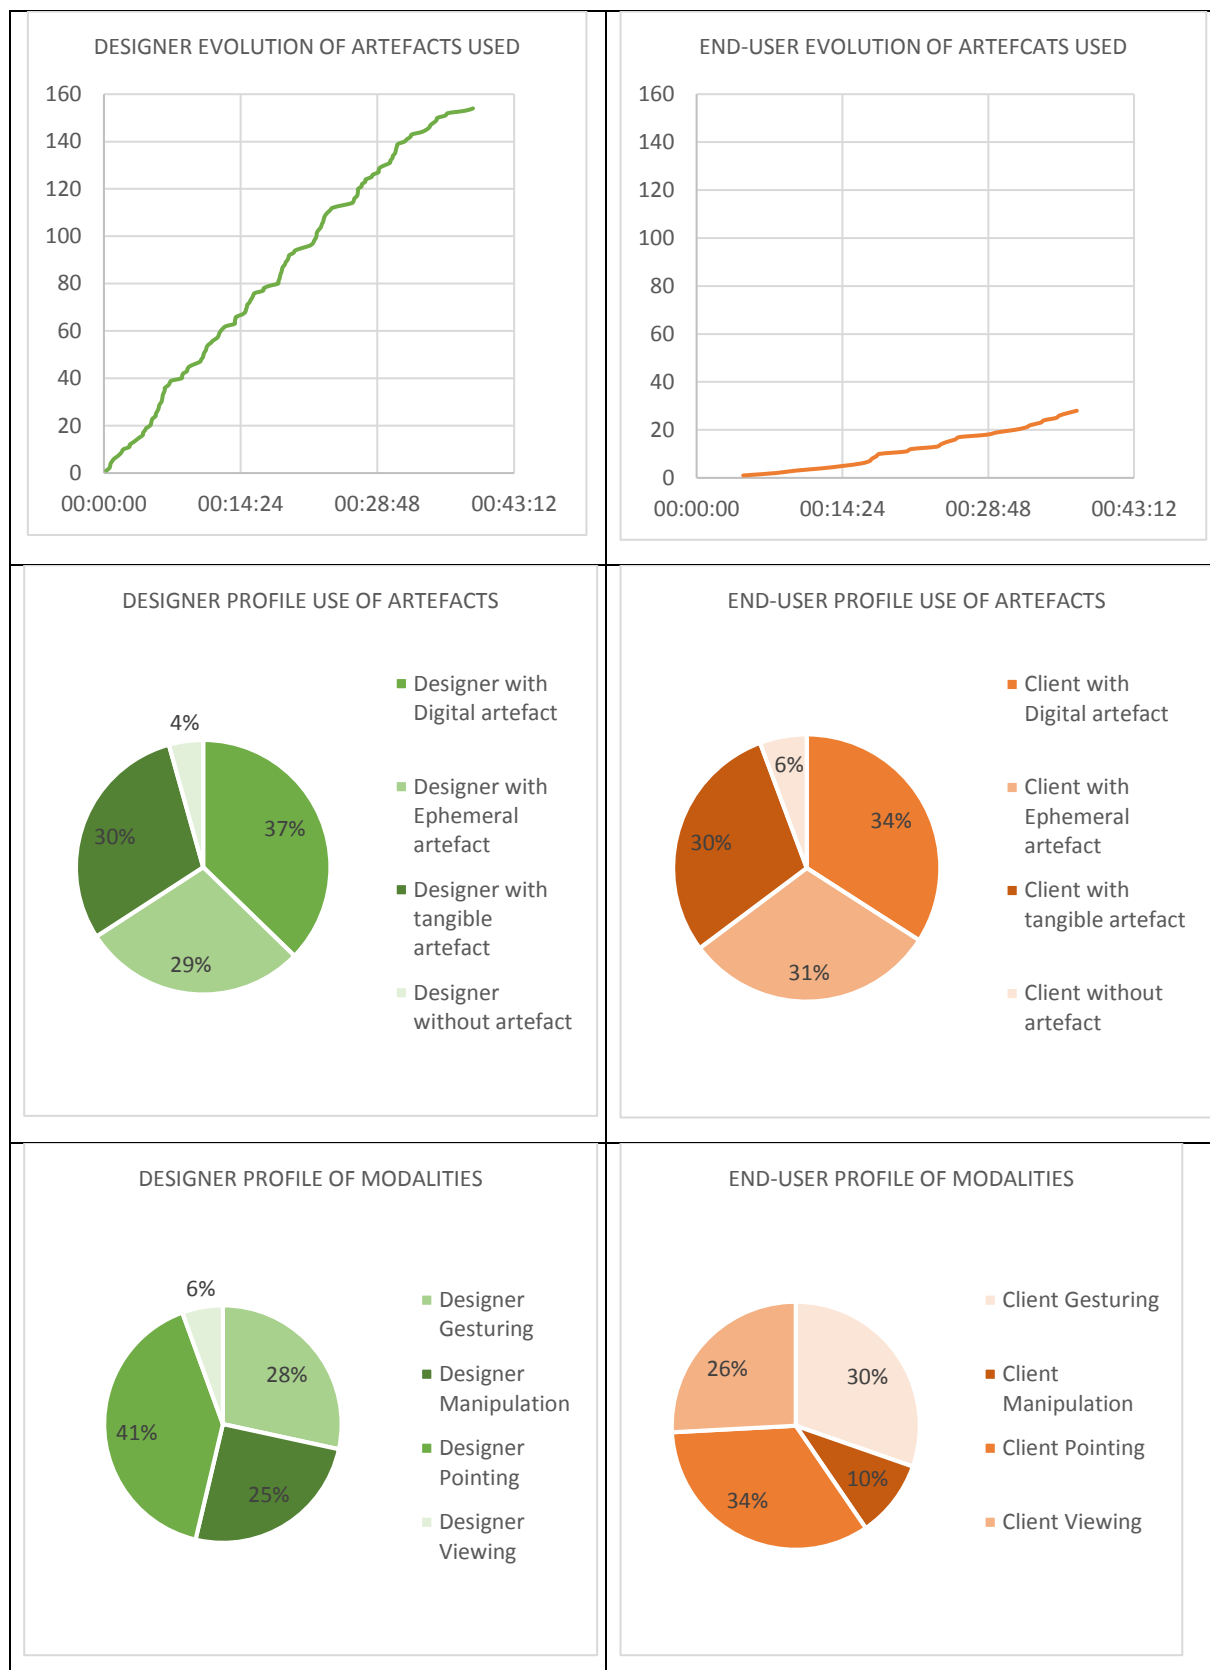 DESIGNER EVOLUTION OF ARTEFACTS USED
160
140
120
100
80
60
40
20
0
00:00:00 00:14:24 00:28:48 00:43:12
END-USER EVOLUTION OF ARTEFCATS USED
160
140
120
100
80
60
40
20
0
00:00:00 00:14:24 00:28:48 00:43:12
DESIGNER PROFILE USE OF ARTEFACTS
4%
37%
30%
29%
Designer with
Digital artefact
Designer with
Ephemeral
artefact
Designer with
tangible
artefact
Designer
without artefact
END-USER PROFILE USE OF ARTEFACTS
6%
34%
30%
31%
Client with
Digital artefact
Client with
Ephemeral
artefact
Client with
tangible artefact
Client without
artefact
DESIGNER PROFILE OF MODALITIES
6%
28%
41%
25%
Designer
Gesturing
Designer
Manipulation
Designer
Pointing
Designer
Viewing
END-USER PROFILE OF MODALITIES
26%
30%
10%
34%
Client Gesturing
Client
Manipulation
Client Pointing
Client Viewing